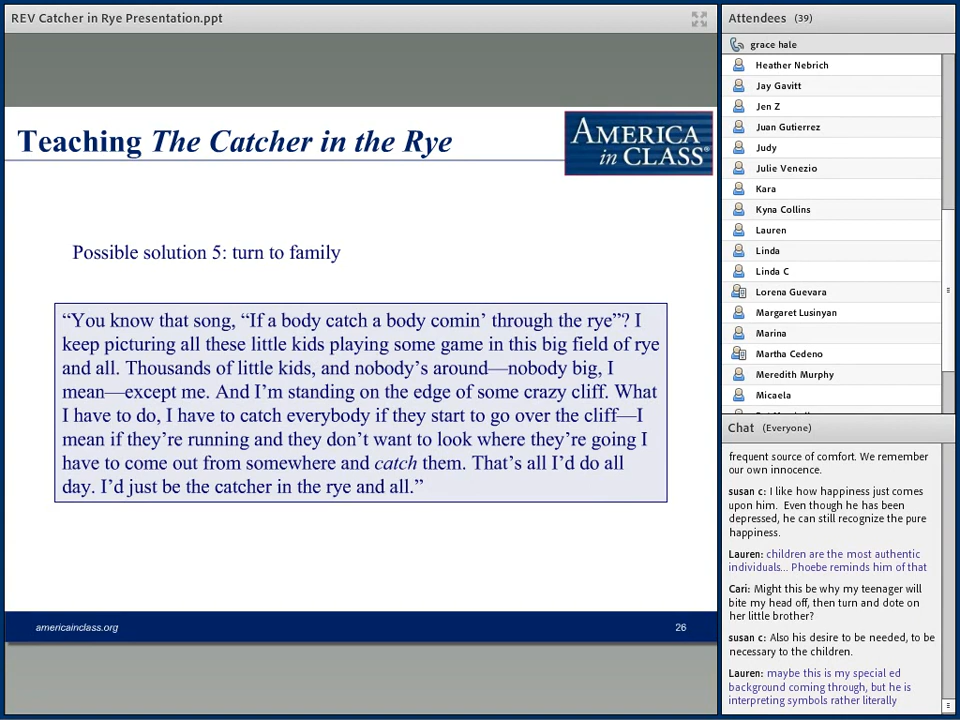 REV Catcher in Rye Presentation.ppt
Teaching The Catcher in the Rye
AMERICA
in CLASS®
Possible solution 5: turn to family
“You know that song, “If a body catch a body comin’ through the rye”? I
keep picturing all these little kids playing some game in this big field of rye
and all. Thousands of little kids, and nobody’s around—nobody big, I
mean—except me. And I’m standing on the edge of some crazy cliff. What
I have to do, I have to catch everybody if they start to go over the cliff—I
mean if they’re running and they don’t want to look where they’re going I
have to come out from somewhere and catch them. That’s all I’d do all
day. I’d just be the catcher in the rye and all.”
americainclass.org
26
Attendees (39)
grace hale
Heather Nebrich
Jay Gavitt
Jen Z
Juan Gutierrez
Judy
Julie Venezio
Kara
Kyna Collins
Lauren
Linda
Linda C
Lorena Guevara
Margaret Lusinyan
Marina
Martha Cedeno
Meredith Murphy
Micaela
Chat (Everyone)
frequent source of comfort. We remember
our own innocence.
susan c: I like how happiness just comes
upon him. Even though he has been
depressed, he can still recognize the pure
happiness.
Lauren: children are the most authentic
individuals... Phoebe reminds him of that
Cari: Might this be why my teenager will
bite my head off, then turn and dote on
her little brother?
susan c: Also his desire to be needed, to be
necessary to the children.
Lauren: maybe this is my special ed
background coming through, but he is
interpreting symbols rather literally